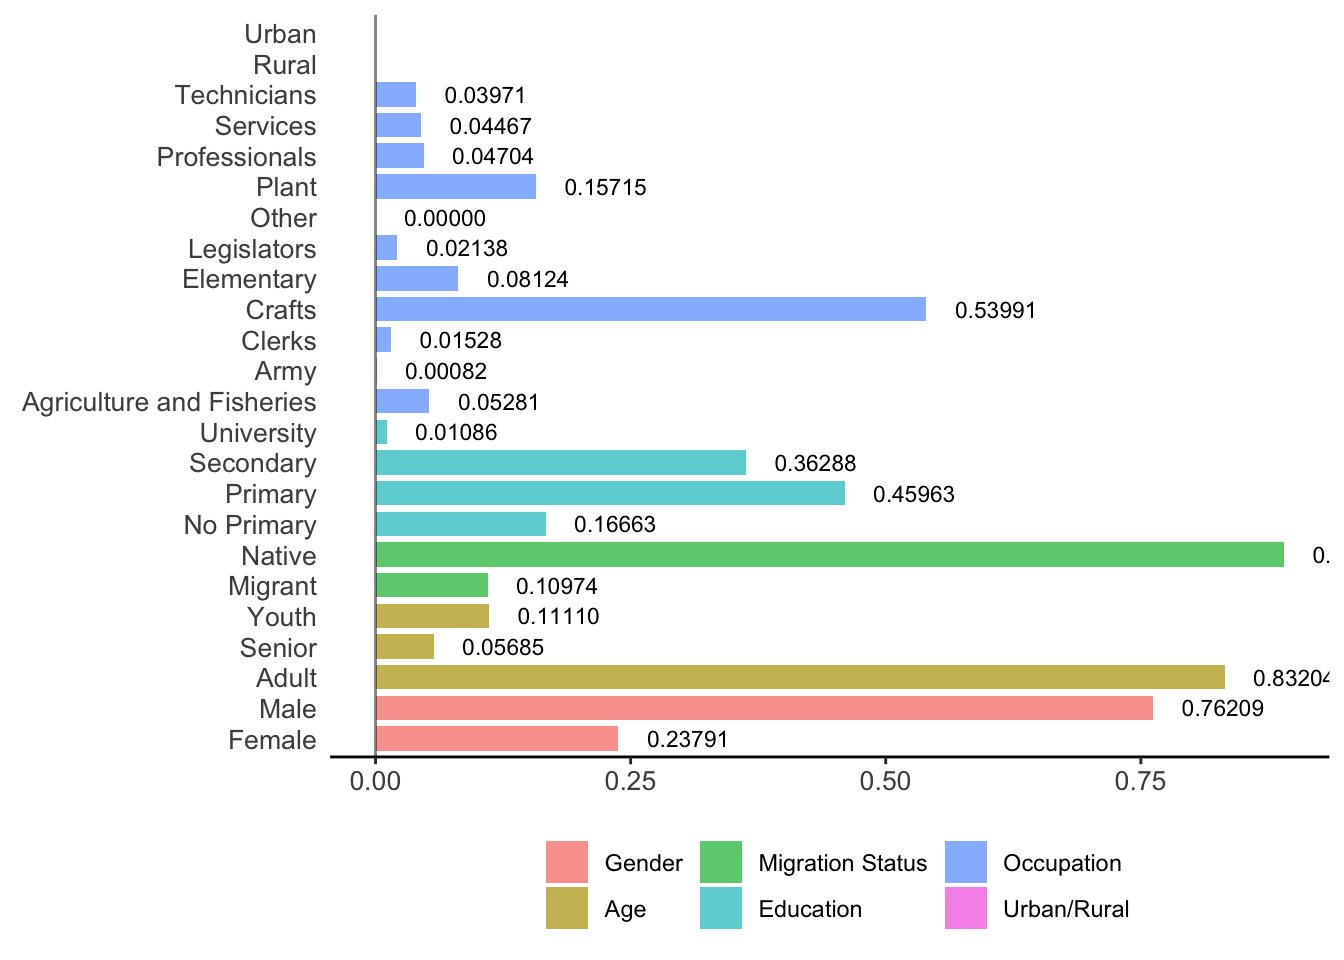 Urban
Rural
Technicians 0.03971
Services 0.04467
Professionals 0.04704
Plant 0.15715
Other 0.00000
Legislators 0.02138
Elementary 0.08124
Crafts 0.53991
Clerks 0.01528
Army 0.00082
Agriculture and Fisheries 0.05281
University 0.01086
Secondary 0.36288
Primary 0.45963
No Primary 0.16663
Native 0.
Migrant 0.10974
Youth 0.11110
Senior 0.05685
Adult 0.83204
Male 0.76209
Female 0.23791
0.00 0.25 0.50 0.75
Gender Migration Status Occupation
Age Education Urban/Rural